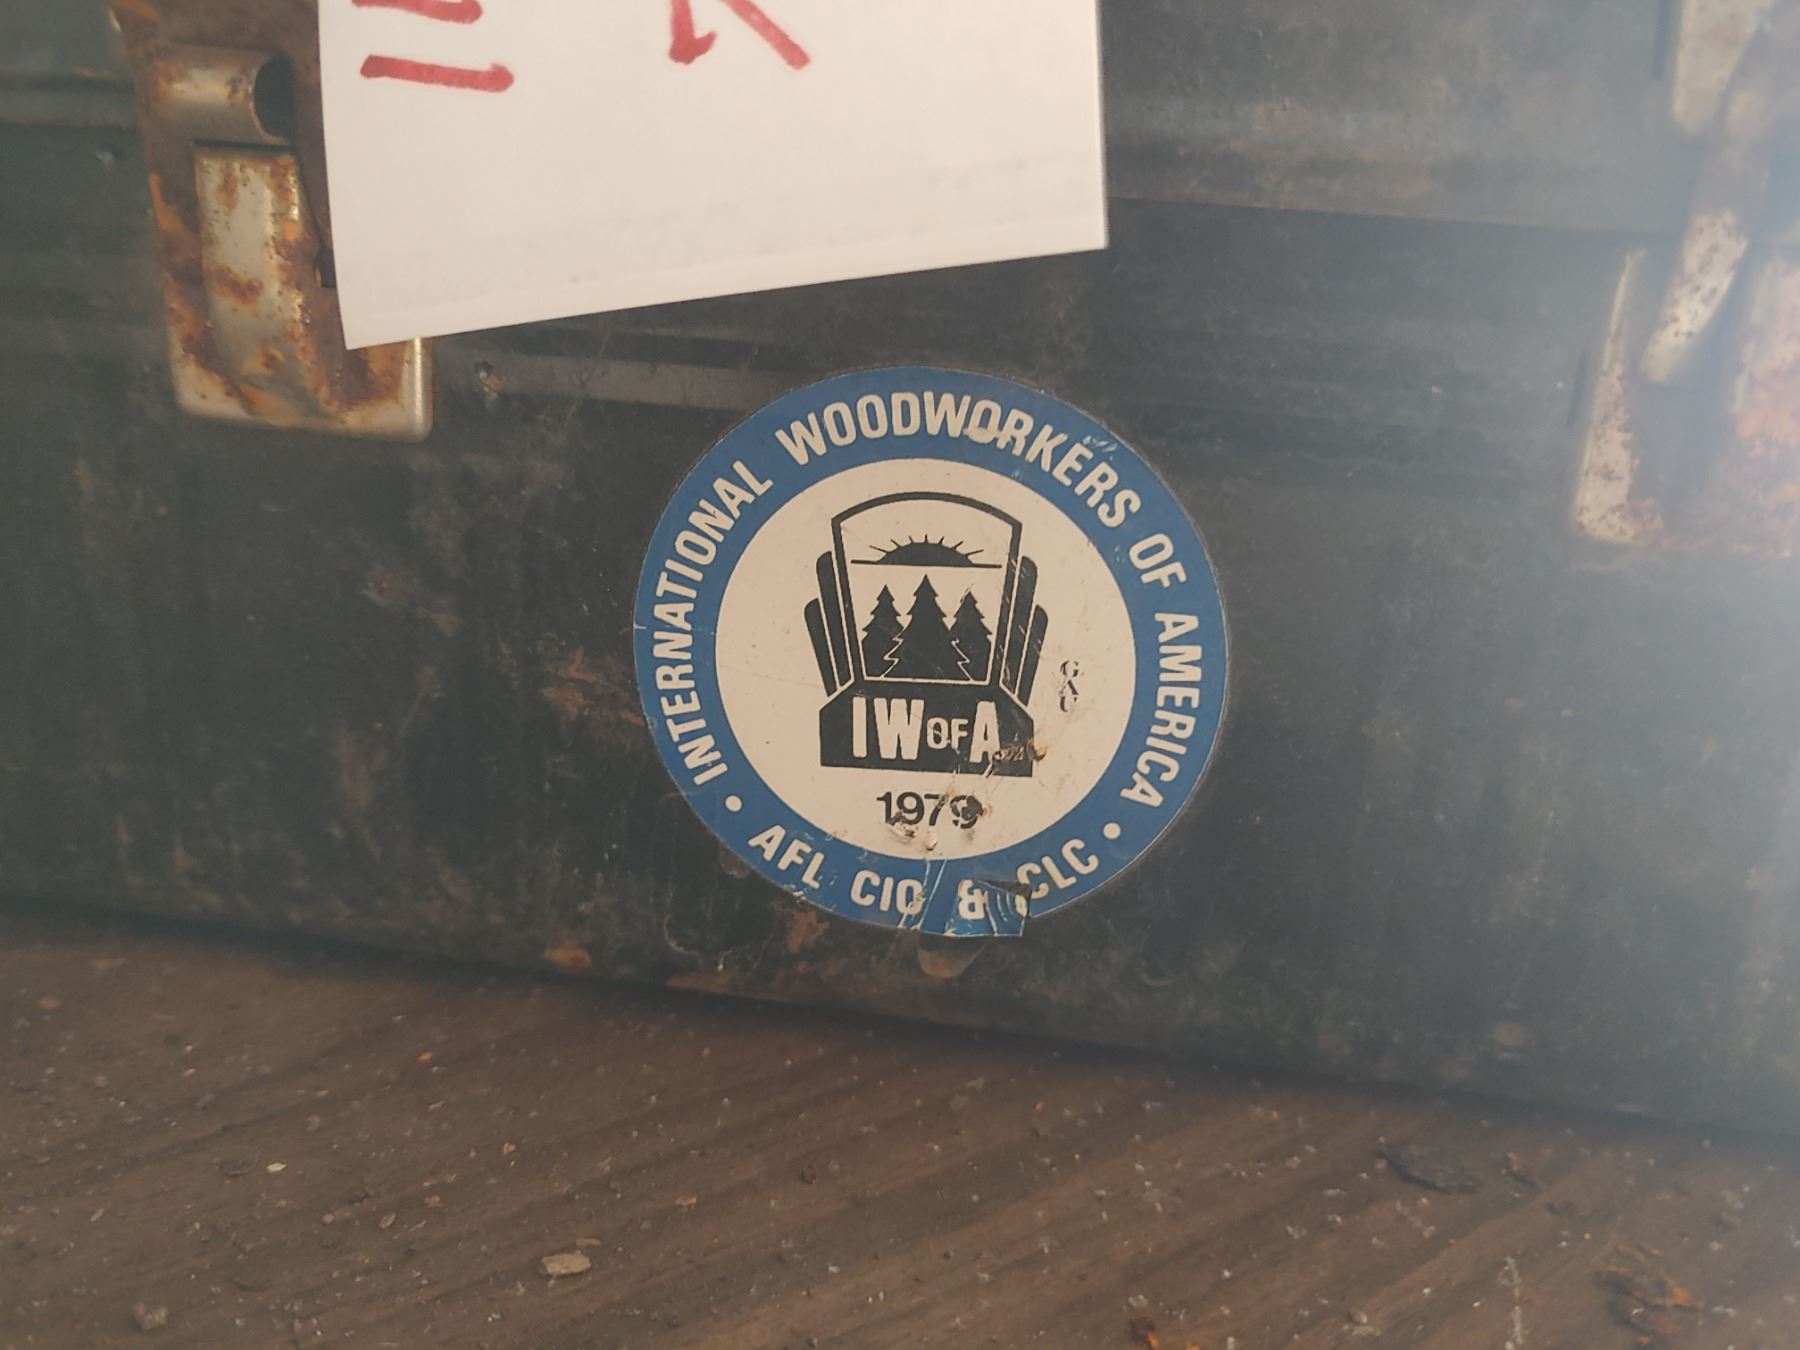 INTERNATIONAL WOODWORKERS OF AMERICA
IW OF A
1979
• AFL CIO & CLC •